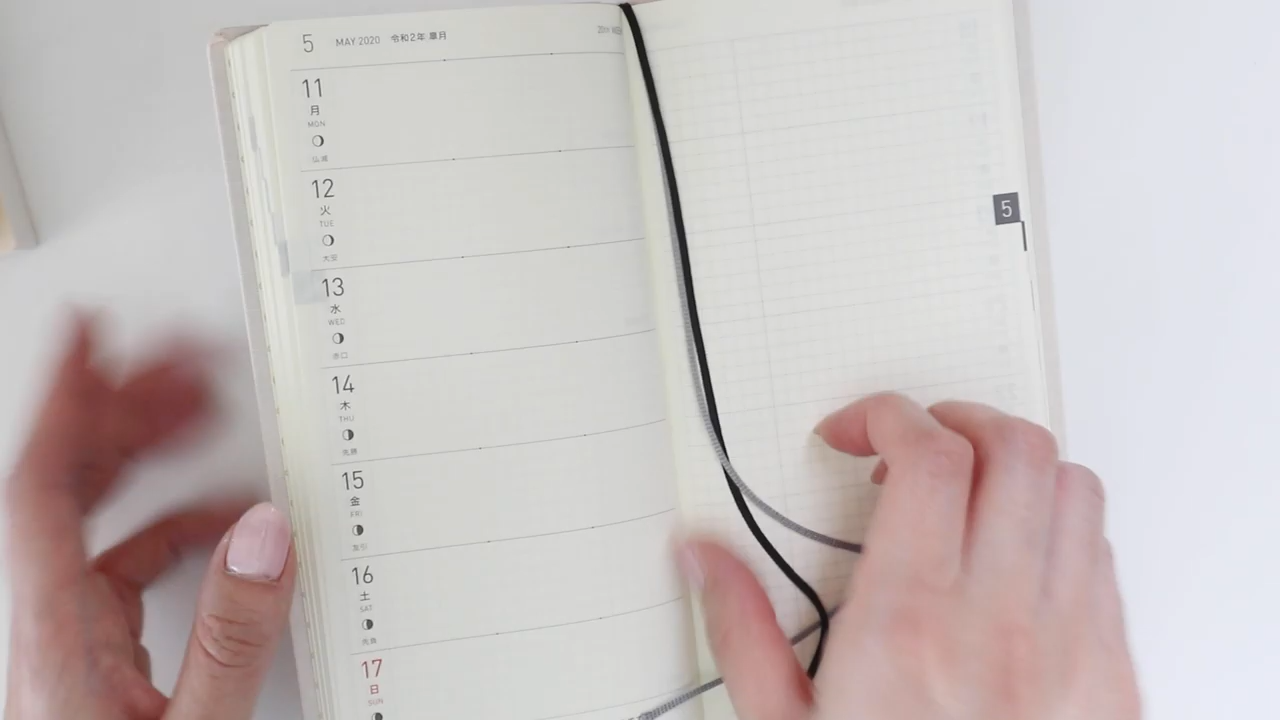 5 MAY 2020 令和2年 皐月
20TH WEEK
11
月
MON
仏滅
12
火
TUE
大安
13
水
WED
赤口
14
木
THU
先勝
15
金
FRI
友引
16
土
SAT
先負
17
日
SUN
5